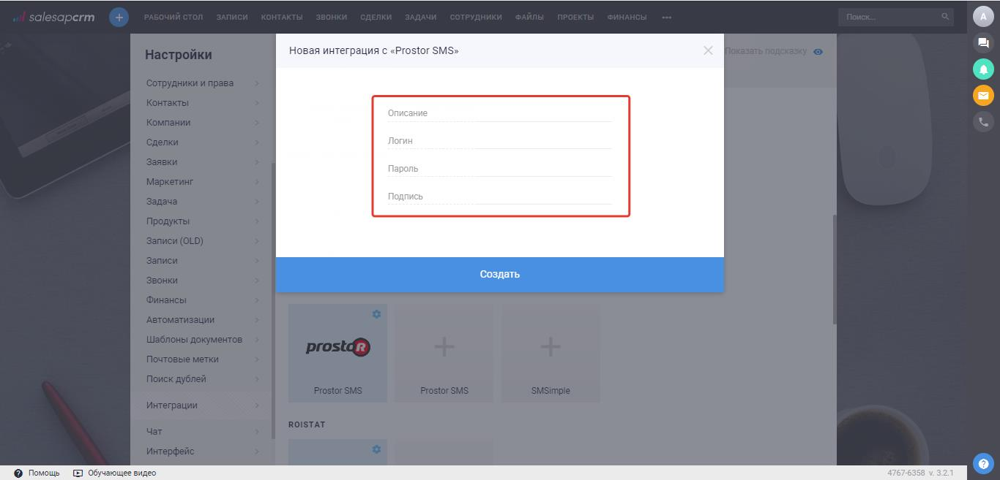 salesapcrm
РАБОЧИЙ СТОЛ ЗАПИСИ КОНТАКТЫ ЗВОНКИ СДЕЛКИ ЗАДАЧИ СОТРУДНИКИ ФАЙЛЫ ПРОЕКТЫ ФИНАНСЫ
Поиск...
A
Настройки
Сотрудники и права
Контакты
Компании
Сделки
Заявки
Маркетинг
Задача
Продукты
Записи (OLD)
Записи
Звонки
Финансы
Автоматизации
Шаблоны документов
Почтовые метки
Поиск дублей
Интеграции
Чат
Интерфейс
Новая интеграция с «Prostor SMS»
Показать подсказку
Описание
Логин
Пароль
Подпись
Создать
prostoR
Prostor SMS Prostor SMS SMSimple
ROISTAT
Помощь Обучающее видео 4767-6358 v. 3.2.1